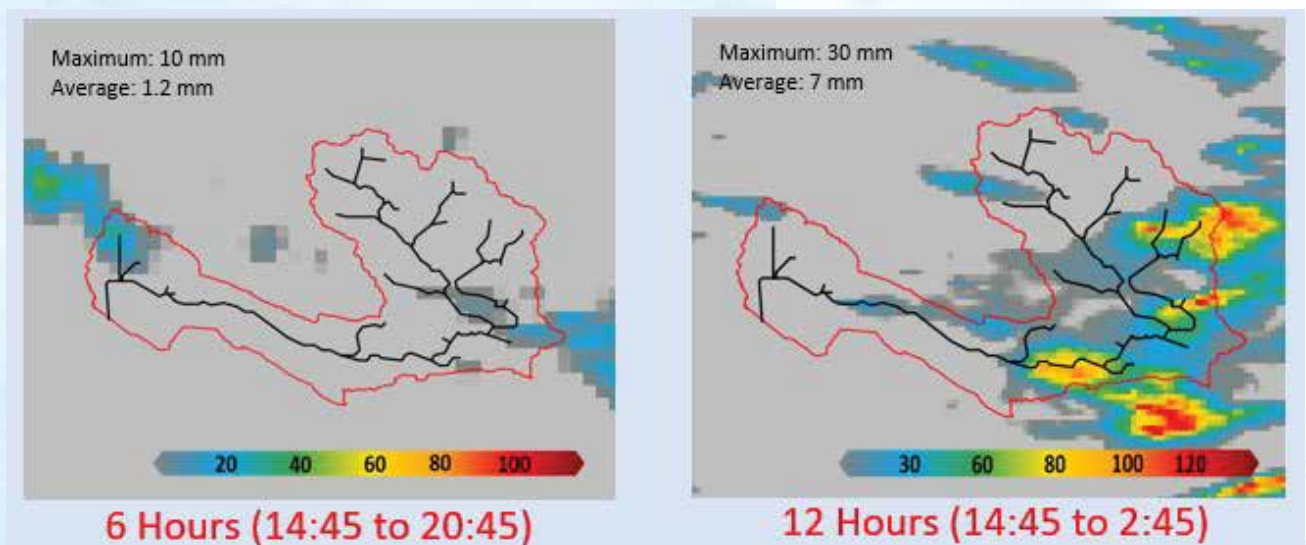 Maximum: 10 mm
Average: 1.2 mm
20 40 60 80 100
6 Hours (14:45 to 20:45)
Maximum: 30 mm
Average: 7 mm
30 60 80 100 120
12 Hours (14:45 to 2:45)